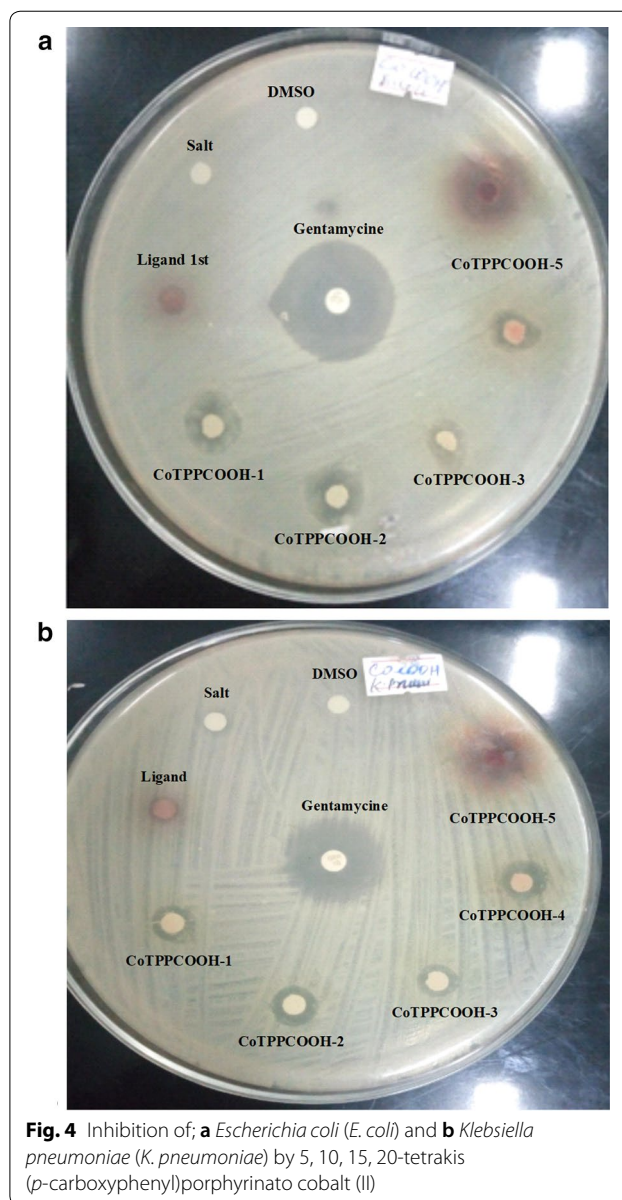 a
DMSO
Salt
Gentamycine
Ligand 1st
CoTPPCOOH-5
CoTPPCOOH-3
CoTPPCOOH-1
CoTPPCOOH-2
b
DMSO
Salt
Ligand
Gentamycine
CoTPPCOOH-5
CoTPPCOOH-4
CoTPPCOOH-1
CoTPPCOOH-3
CoTPPCOOH-2
Fig. 4 Inhibition of; a Escherichia coli (E. coli) and b Klebsiella
pneumoniae (K. pneumoniae) by 5, 10, 15, 20-tetrakis
(p-carboxyphenyl)porphyrinato cobalt (II)